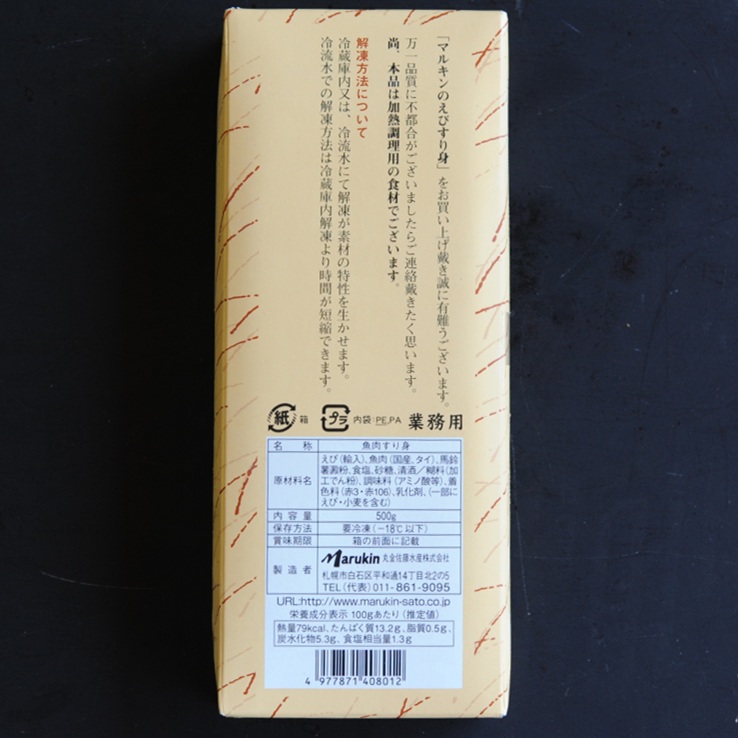 「マルキンのえびすり身」をお買い上げ戴き誠に有難うございます。
万一品質に不都合がございましたらご連絡戴きたく思います。
尚、本品は加熱調理用の食材でございます。
解凍方法について
冷蔵庫内又は、冷流水にて解凍が素材の特性を生かせます。
冷流水での解凍方法は冷蔵庫内解凍より時間が短縮できます。
紙 箱 プラ 内袋:PE,PA 業務用
名称 魚肉すり身
原材料名 えび(輸入)、魚肉(国産、タイ)、馬鈴
薯澱粉、食塩、砂糖、清酒/糊料(加
工でん粉)、調味料(アミノ酸等)、着
色料(赤3・赤106)、乳化剤、(一部に
えび・小麦を含む)
内容量 500g
保存方法 要冷凍(-18℃以下)
賞味期限 箱の前面に記載
製造者 Marukin 丸金佐藤水産株式会社
札幌市白石区平和通14丁目北2の5
TEL(代表)011-861-9095
URL:http://www.marukin-sato.co.jp
栄養成分表示 100gあたり(推定値)
熱量79kcal、たんぱく質13.2g、脂質0.5g、
炭水化物5.3g、食塩相当量1.3g
4 977871 408012